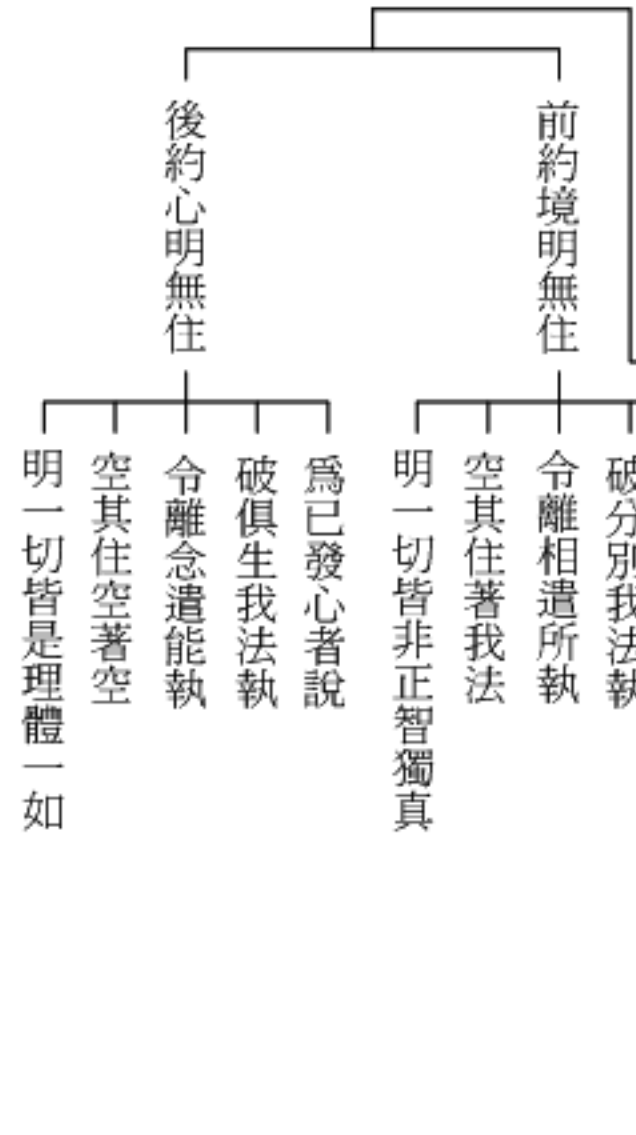 前約境明無住
破分別我法執
令離相遣所執
空其住著我法
明一切皆非正智獨真
後約心明無住
爲已發心者說
破俱生我法執
令離念遣能執
空其住空著空
明一切皆是理體一如